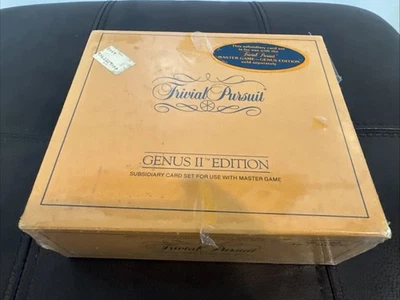 This subsidiary card set
is for use with the
Trivial Pursuit
MASTER GAME — GENUS EDITION
sold separately
Trivial Pursuit
GENUS II™ EDITION
SUBSIDIARY CARD SET FOR USE WITH MASTER GAME
Trivial Pursuit